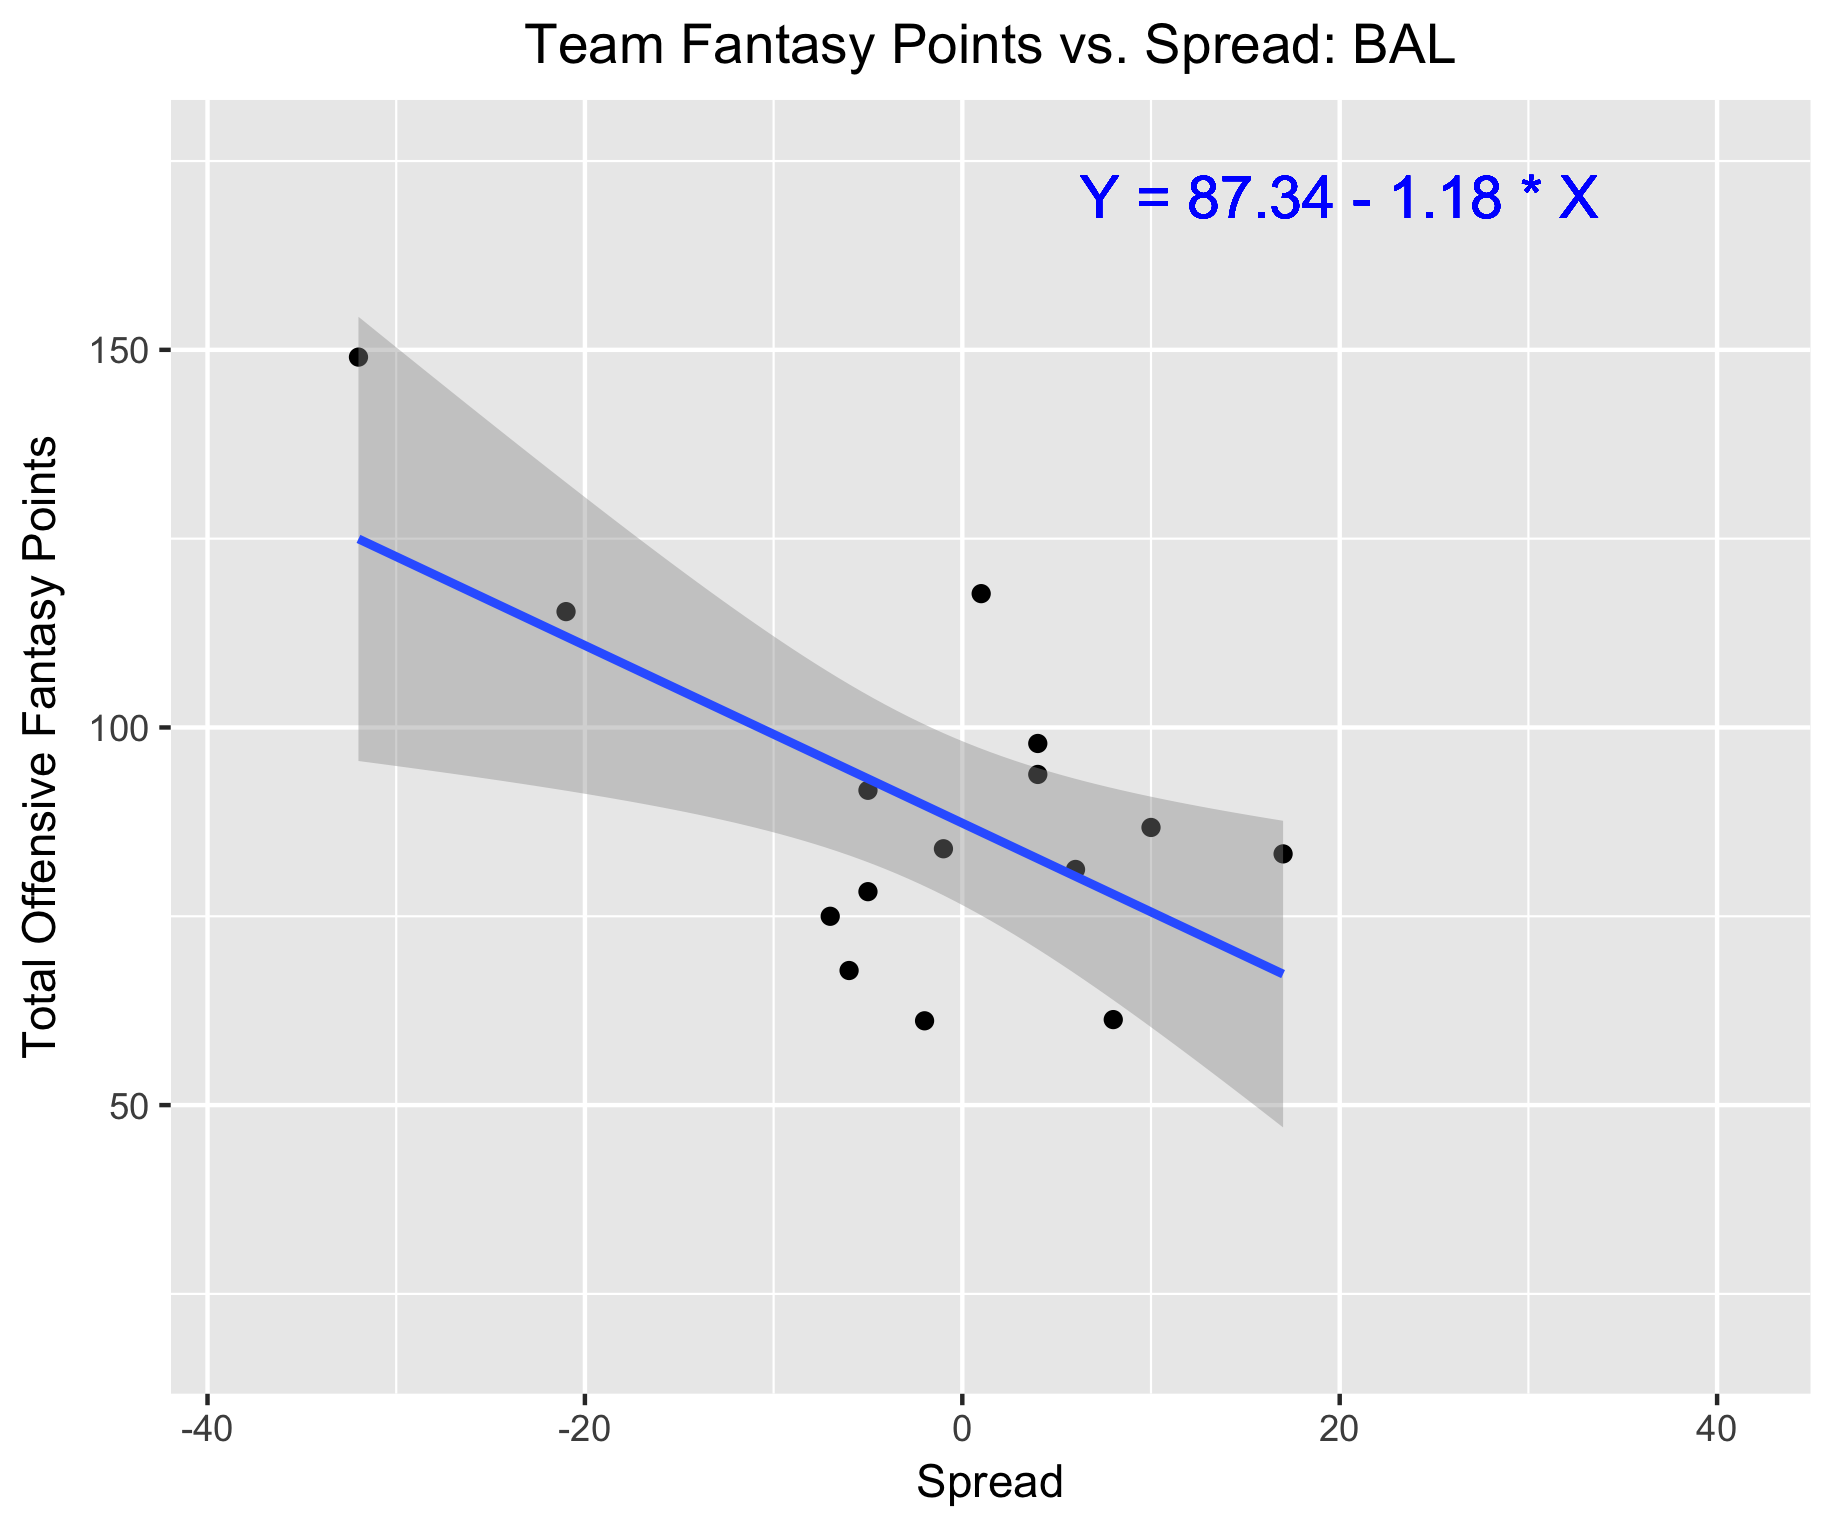 Team Fantasy Points vs. Spread: BAL
Y = 87.34 - 1.18 * X
Total Offensive Fantasy Points
150
100
50
-40
-20
0
20
40
Spread